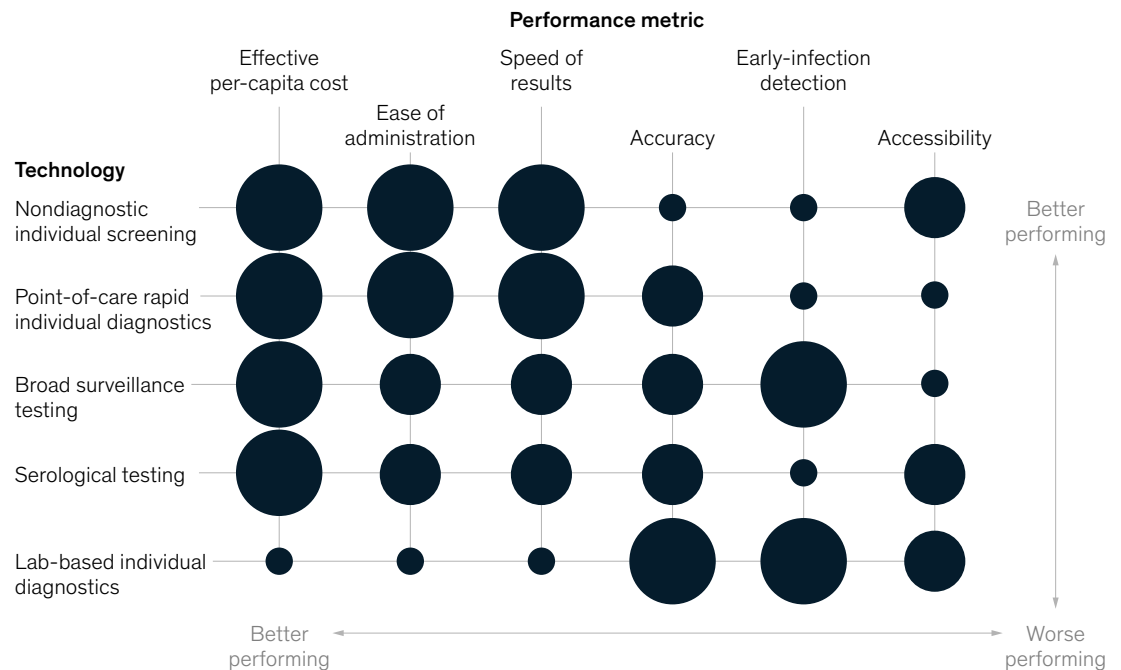 Performance metric
Effective
per-capita cost
Ease of
administration
Speed of
results
Accuracy
Early-infection
detection
Accessibility
Technology
Nondiagnostic
individual screening
Point-of-care rapid
individual diagnostics
Broad surveillance
testing
Serological testing
Lab-based individual
diagnostics
Better
performing
Better
performing
Worse
performing